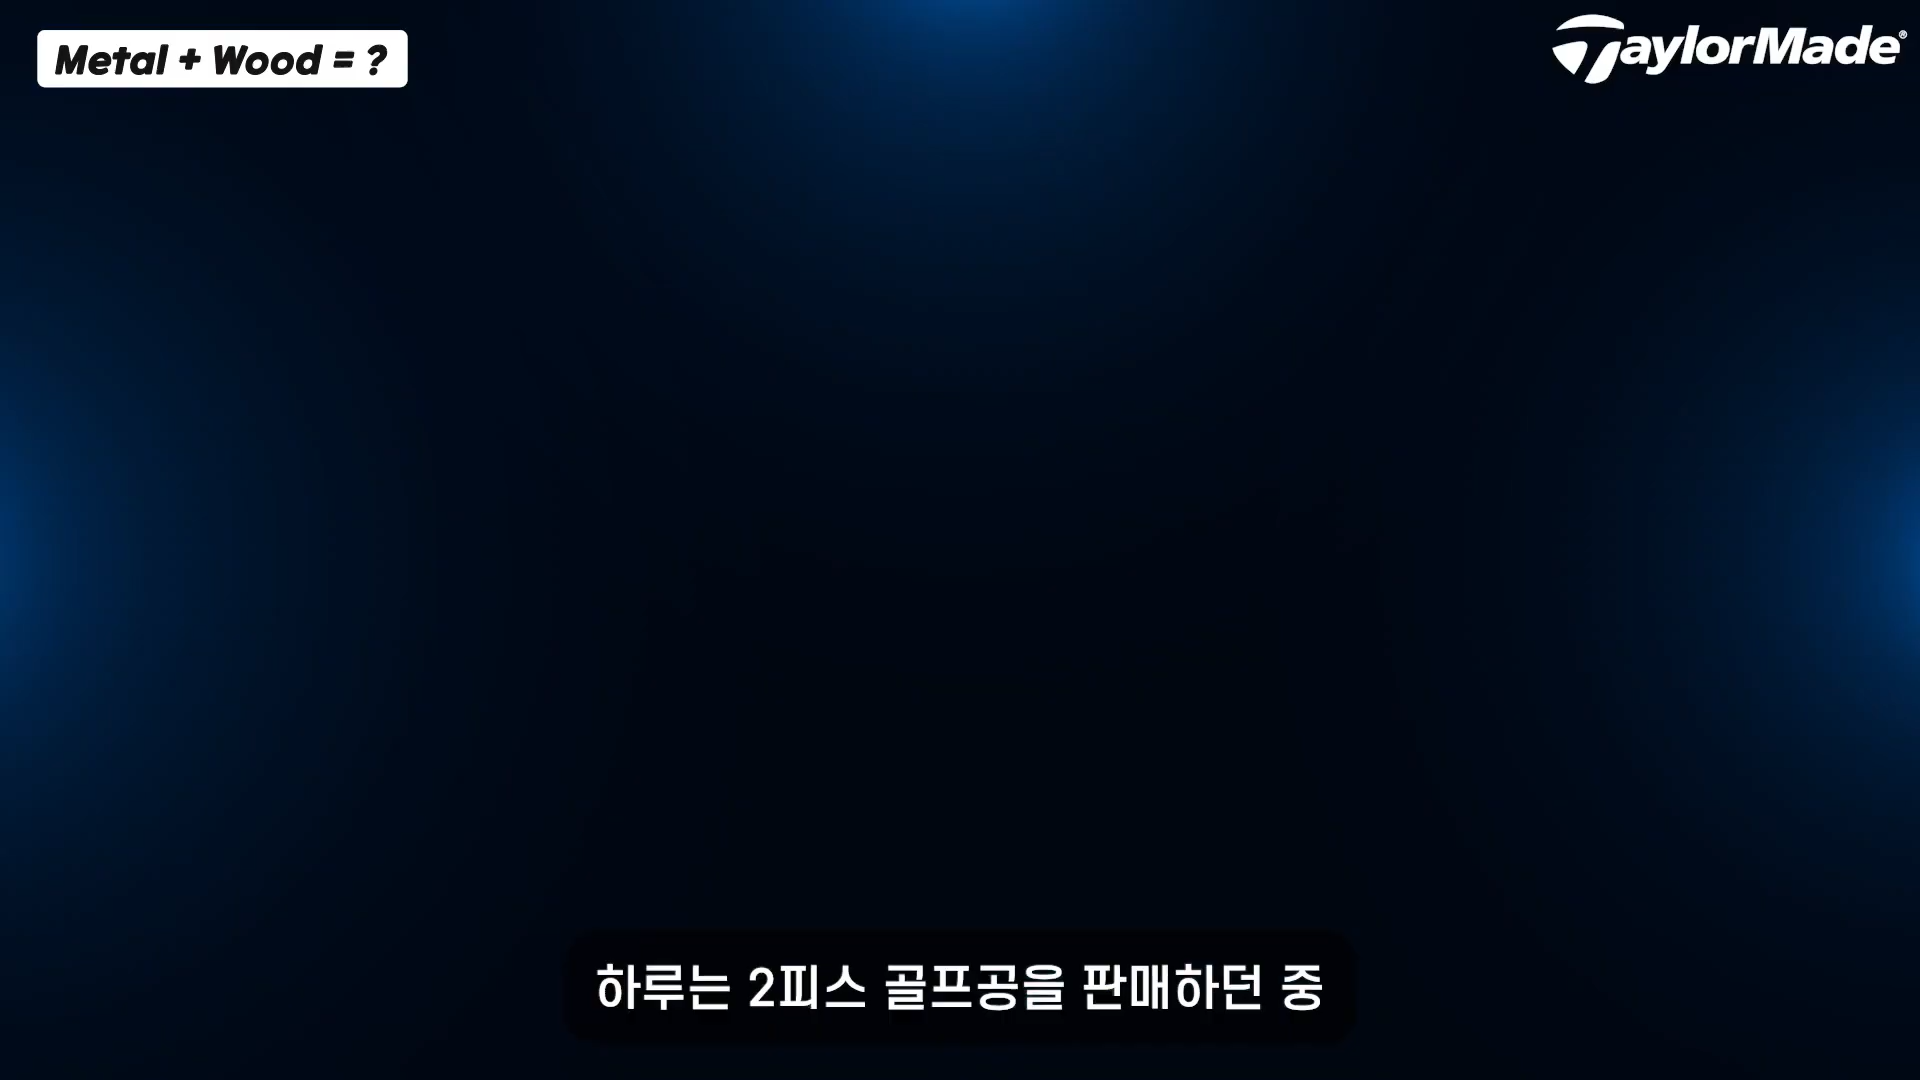 Metal + Wood = ?
TaylorMade®
하루는 2피스 골프공을 판매하던 중